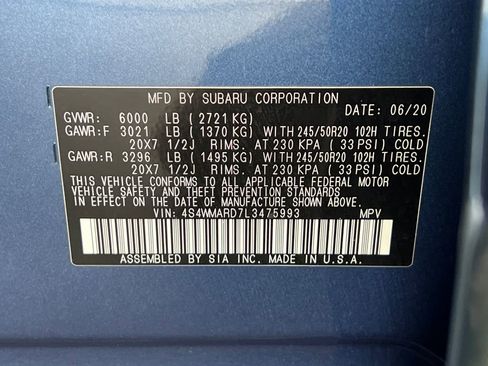 MFD BY SUBARU CORPORATION
GVWR: 6000 LB (2721 KG) DATE: 06/20
GAWR:F 3021 LB (1370 KG) WITH 245/50R20 102H TIRES.
20X7 1/2J RIMS. AT 230 KPA (33 PSI) COLD
GAWR:R 3296 LB (1495 KG) WITH 245/50R20 102H TIRES.
20X7 1/2J RIMS. AT 230 KPA (33 PSI) COLD
THIS VEHICLE CONFORMS TO ALL APPLICABLE FEDERAL MOTOR
VEHICLE SAFETY AND THEFT PREVENTION STANDARDS
IN EFFECT ON THE DATE OF MANUFACTURE SHOWN ABOVE.
VIN: 4S4WMARD7L3475993 MPV
ASSEMBLED BY SIA INC. MADE IN U.S.A.